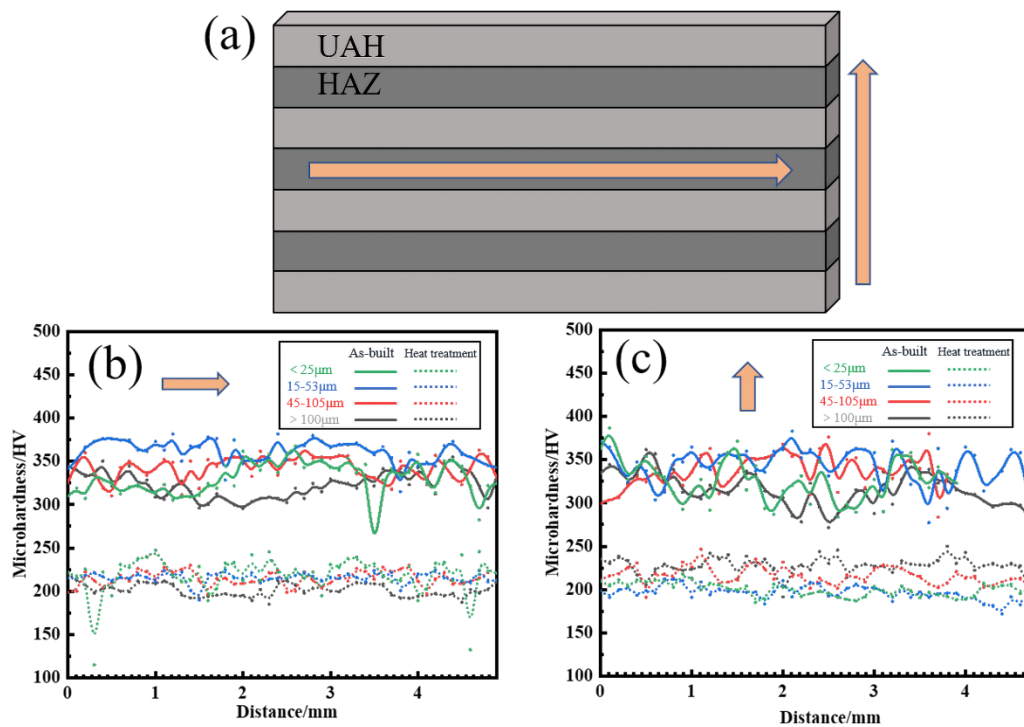 (a)
UAH
HAZ
(b)
As-built Heat treatment
< 25μm
15-53μm
45-105μm
> 100μm
500
450
400
350
300
250
200
150
100
Microhardness/HV
0 1 2 3 4
Distance/mm
(c)
As-built Heat treatment
< 25μm
15-53μm
45-105μm
> 100μm
500
450
400
350
300
250
200
150
100
Microhardness/HV
0 1 2 3 4
Distance/mm